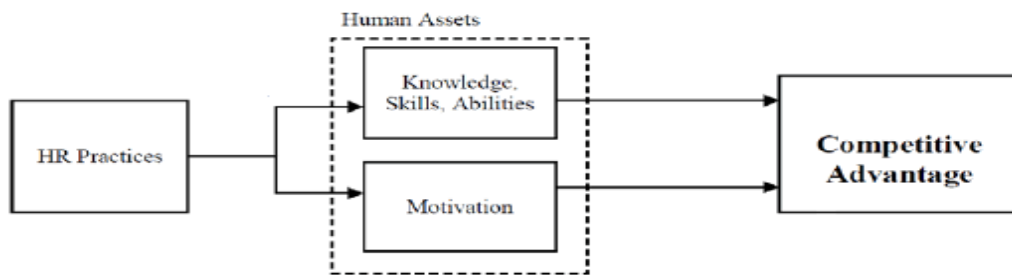 Human Assets
Knowledge,
Skills, Abilities
HR Practices
Motivation
Competitive
Advantage